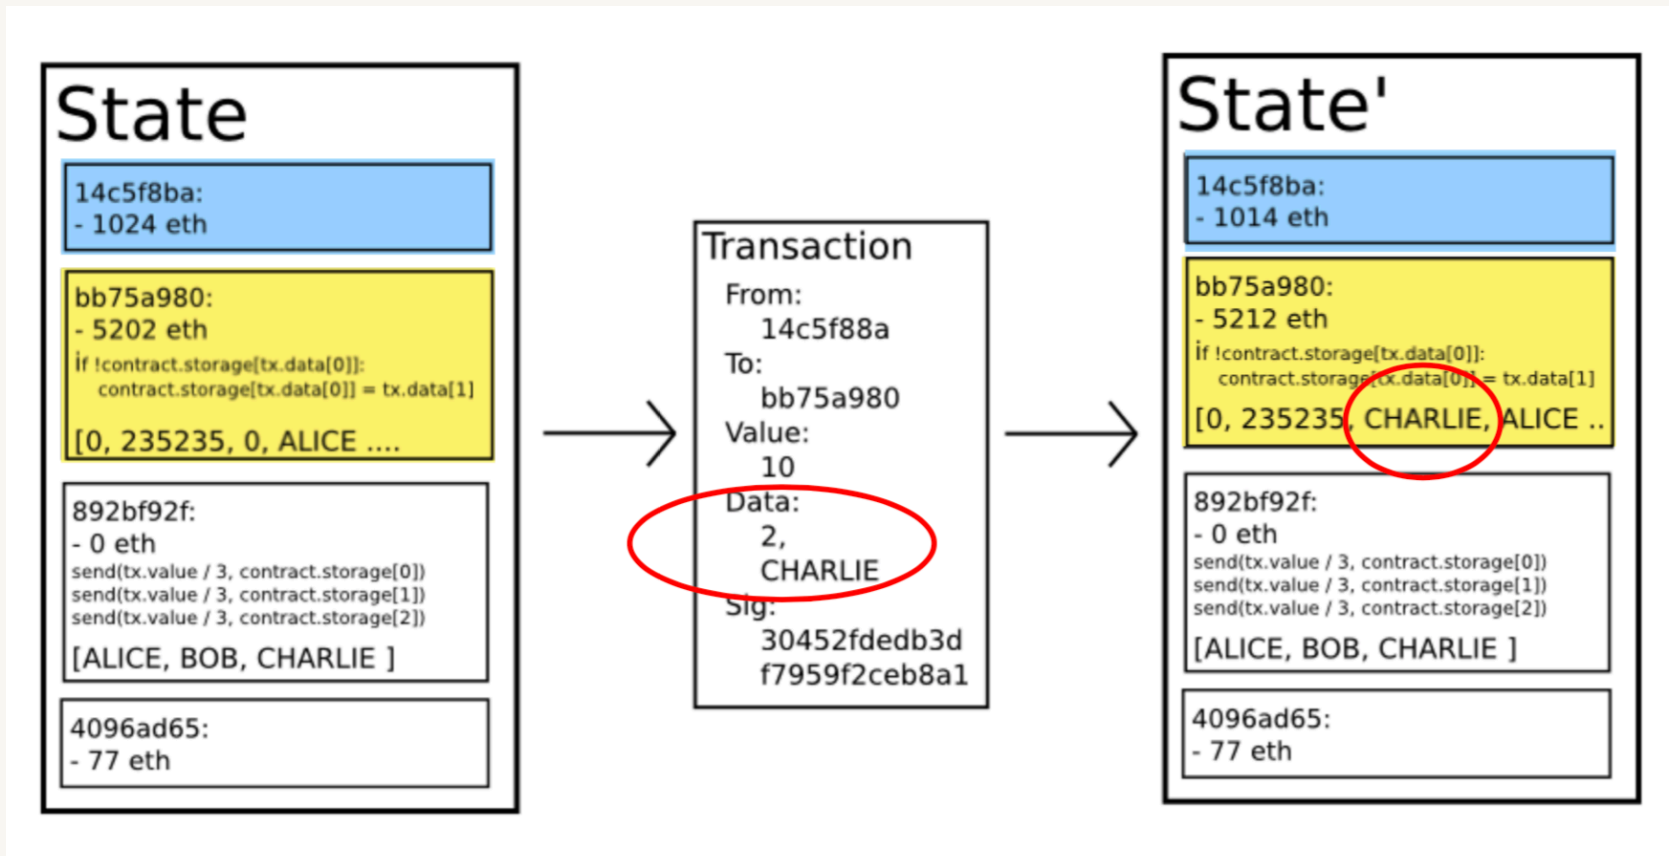 State
14c5f8ba:
- 1024 eth
bb75a980:
- 5202 eth
if !contract.storage[tx.data[0]]:
contract.storage[tx.data[0]] = tx.data[1]
[0, 235235, 0, ALICE ....
892bf92f:
- 0 eth
send(tx.value / 3, contract.storage[0])
send(tx.value / 3, contract.storage[1])
send(tx.value / 3, contract.storage[2])
[ALICE, BOB, CHARLIE ]
4096ad65:
- 77 eth
Transaction
From:
14c5f88a
To:
bb75a980
Value:
10
Data:
2,
CHARLIE
Sig:
30452fdedb3d
f7959f2ceb8a1
State'
14c5f8ba:
- 1014 eth
bb75a980:
- 5212 eth
if !contract.storage[tx.data[0]]:
contract.storage[tx.data[0]] = tx.data[1]
[0, 235235, CHARLIE, ALICE ..
892bf92f:
- 0 eth
send(tx.value / 3, contract.storage[0])
send(tx.value / 3, contract.storage[1])
send(tx.value / 3, contract.storage[2])
[ALICE, BOB, CHARLIE ]
4096ad65:
- 77 eth